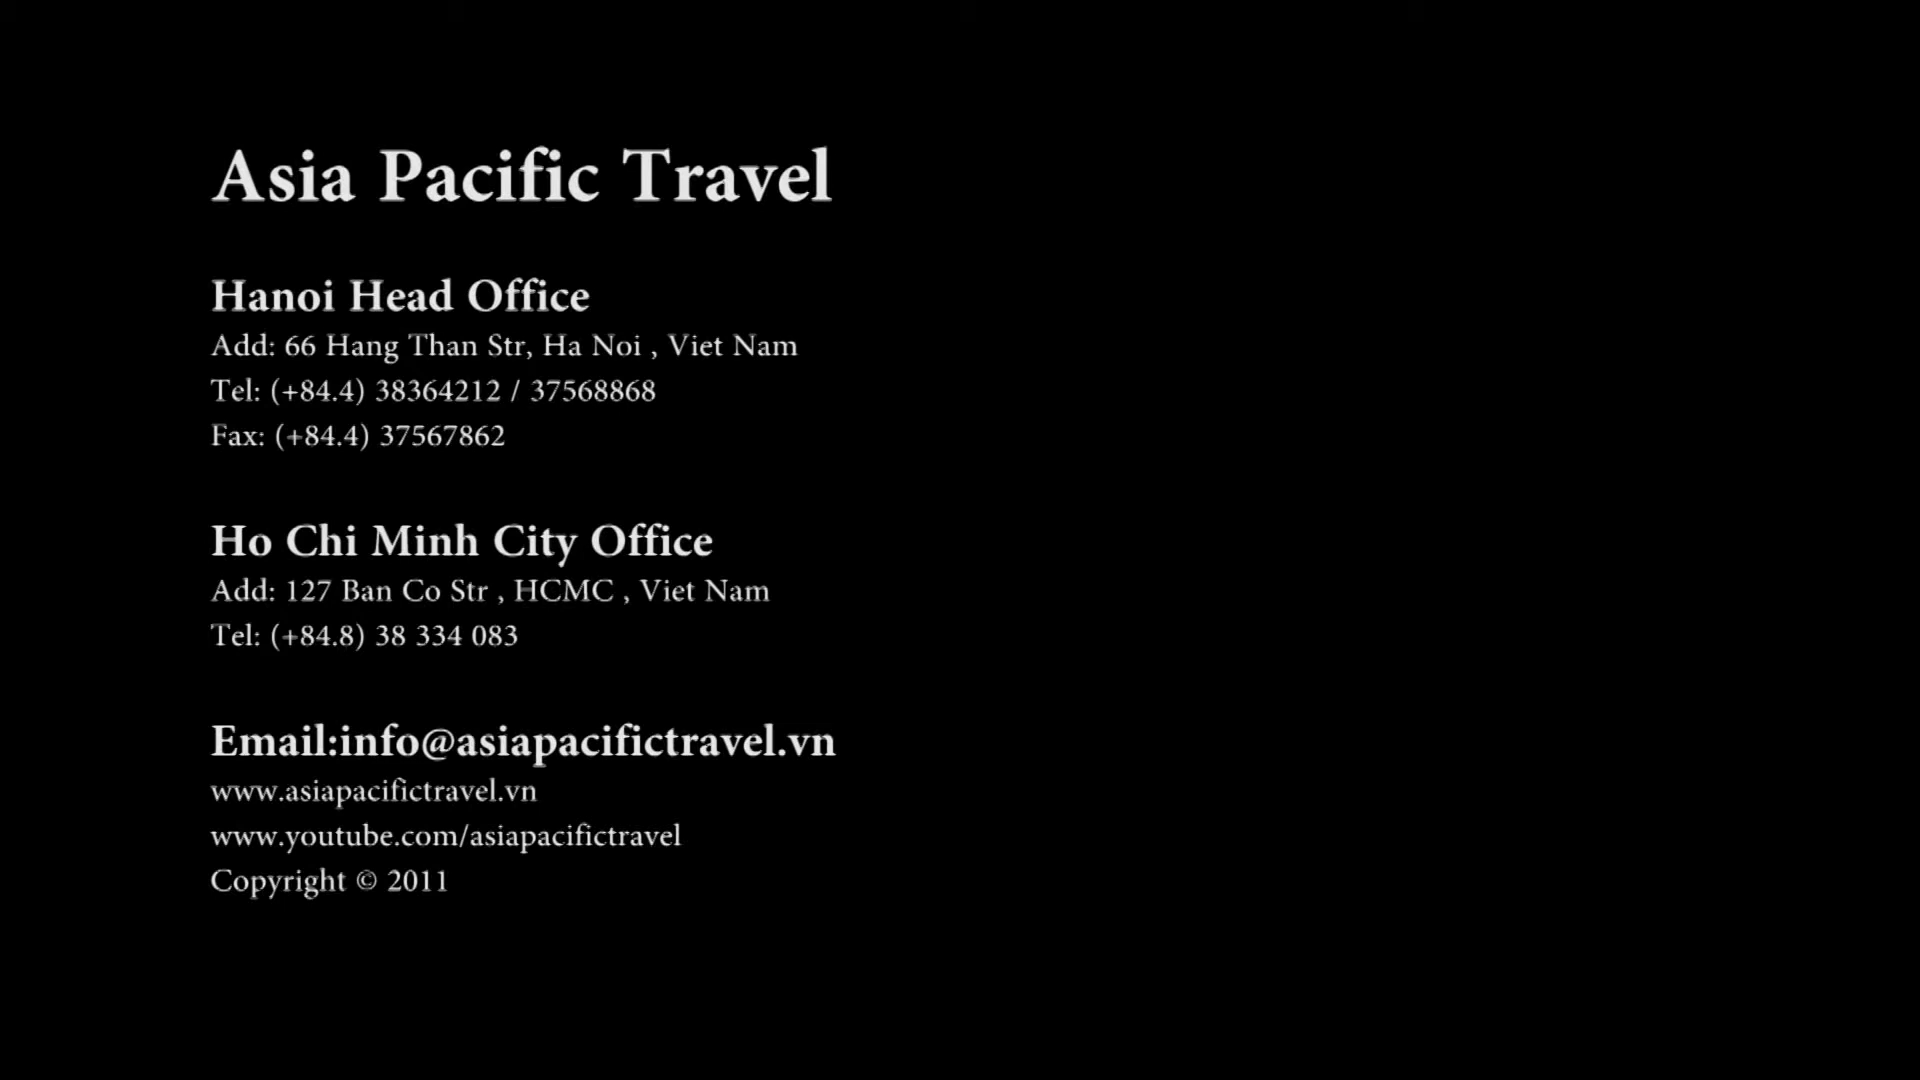 Asia Pacific Travel
Hanoi Head Office
Add: 66 Hang Than Str, Ha Noi , Viet Nam
Tel: (+84.4) 38364212 / 37568868
Fax: (+84.4) 37567862
Ho Chi Minh City Office
Add: 127 Ban Co Str , HCMC , Viet Nam
Tel: (+84.8) 38 334 083
Email:info@asiapacifictravel.vn
www.asiapacifictravel.vn
www.youtube.com/asiapacifictravel
Copyright © 2011